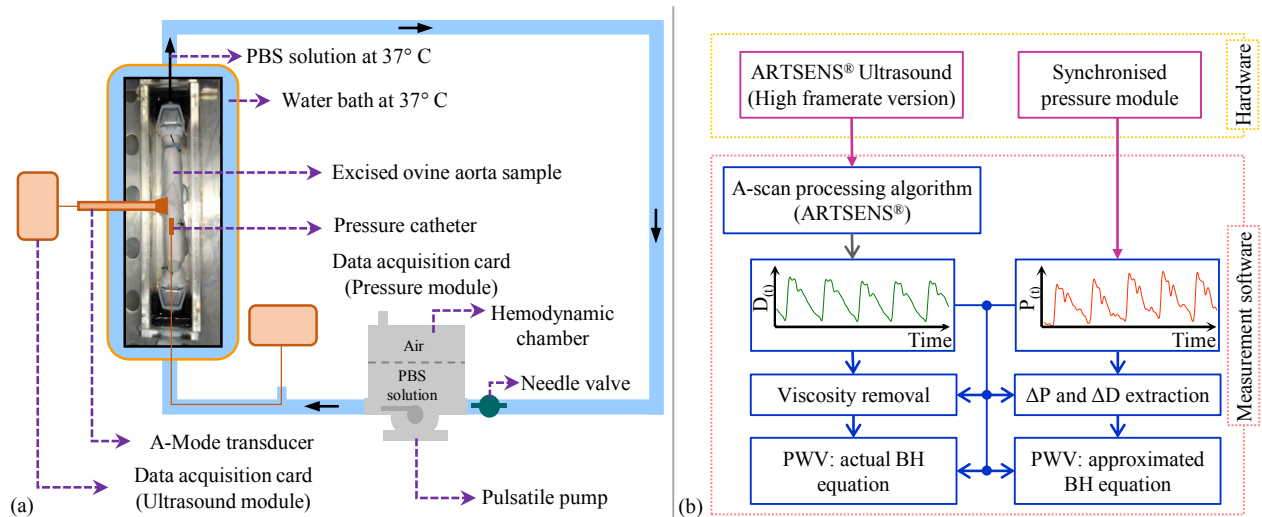 PBS solution at 37° C
Water bath at 37° C
Excised ovine aorta sample
Pressure catheter
Data acquisition card
(Pressure module)
Hemodynamic
chamber
Air
PBS
solution
Needle valve
A-Mode transducer
Data acquisition card
(Ultrasound module)
Pulsatile pump
(a)
ARTSENS® Ultrasound
(High framerate version)
Synchronised
pressure module
Hardware
A-scan processing algorithm
(ARTSENS®)
D(t)
Time
P(t)
Time
Measurement software
Viscosity removal
ΔP and ΔD extraction
PWV: actual BH
equation
PWV: approximated
BH equation
(b)